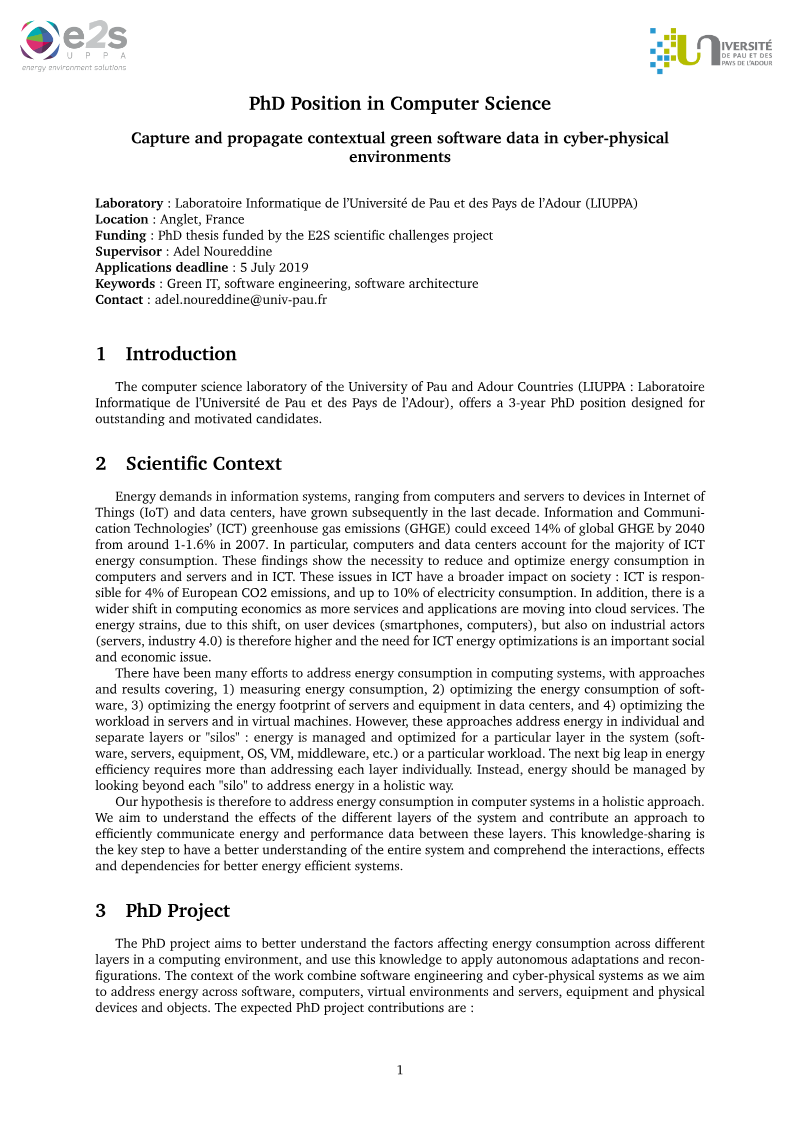 e2s
UPPA
energy environment solutions
UNIVERSITÉ
DE PAU ET DES
PAYS DE L'ADOUR
PhD Position in Computer Science
Capture and propagate contextual green software data in cyber-physical
environments
Laboratory : Laboratoire Informatique de l'Université de Pau et des Pays de l'Adour (LIUPPA)
Location : Anglet, France
Funding : PhD thesis funded by the E2S scientific challenges project
Supervisor : Adel Noureddine
Applications deadline : 5 July 2019
Keywords : Green IT, software engineering, software architecture
Contact : adel.noureddine@univ-pau.fr
1 Introduction
The computer science laboratory of the University of Pau and Adour Countries (LIUPPA : Laboratoire
Informatique de l'Université de Pau et des Pays de l'Adour), offers a 3-year PhD position designed for
outstanding and motivated candidates.
2 Scientific Context
Energy demands in information systems, ranging from computers and servers to devices in Internet of
Things (IoT) and data centers, have grown subsequently in the last decade. Information and Communi-
cation Technologies' (ICT) greenhouse gas emissions (GHGE) could exceed 14% of global GHGE by 2040
from around 1-1.6% in 2007. In particular, computers and data centers account for the majority of ICT
energy consumption. These findings show the necessity to reduce and optimize energy consumption in
computers and servers and in ICT. These issues in ICT have a broader impact on society : ICT is respon-
sible for 4% of European CO2 emissions, and up to 10% of electricity consumption. In addition, there is a
wider shift in computing economics as more services and applications are moving into cloud services. The
energy strains, due to this shift, on user devices (smartphones, computers), but also on industrial actors
(servers, industry 4.0) is therefore higher and the need for ICT energy optimizations is an important social
and economic issue.
There have been many efforts to address energy consumption in computing systems, with approaches
and results covering, 1) measuring energy consumption, 2) optimizing the energy consumption of soft-
ware, 3) optimizing the energy footprint of servers and equipment in data centers, and 4) optimizing the
workload in servers and in virtual machines. However, these approaches address energy in individual and
separate layers or "silos" : energy is managed and optimized for a particular layer in the system (soft-
ware, servers, equipment, OS, VM, middleware, etc.) or a particular workload. The next big leap in energy
efficiency requires more than addressing each layer individually. Instead, energy should be managed by
looking beyond each "silo" to address energy in a holistic way.
Our hypothesis is therefore to address energy consumption in computer systems in a holistic approach.
We aim to understand the effects of the different layers of the system and contribute an approach to
efficiently communicate energy and performance data between these layers. This knowledge-sharing is
the key step to have a better understanding of the entire system and comprehend the interactions, effects
and dependencies for better energy efficient systems.
3 PhD Project
The PhD project aims to better understand the factors affecting energy consumption across different
layers in a computing environment, and use this knowledge to apply autonomous adaptations and recon-
figurations. The context of the work combine software engineering and cyber-physical systems as we aim
to address energy across software, computers, virtual environments and servers, equipment and physical
devices and objects. The expected PhD project contributions are :
1